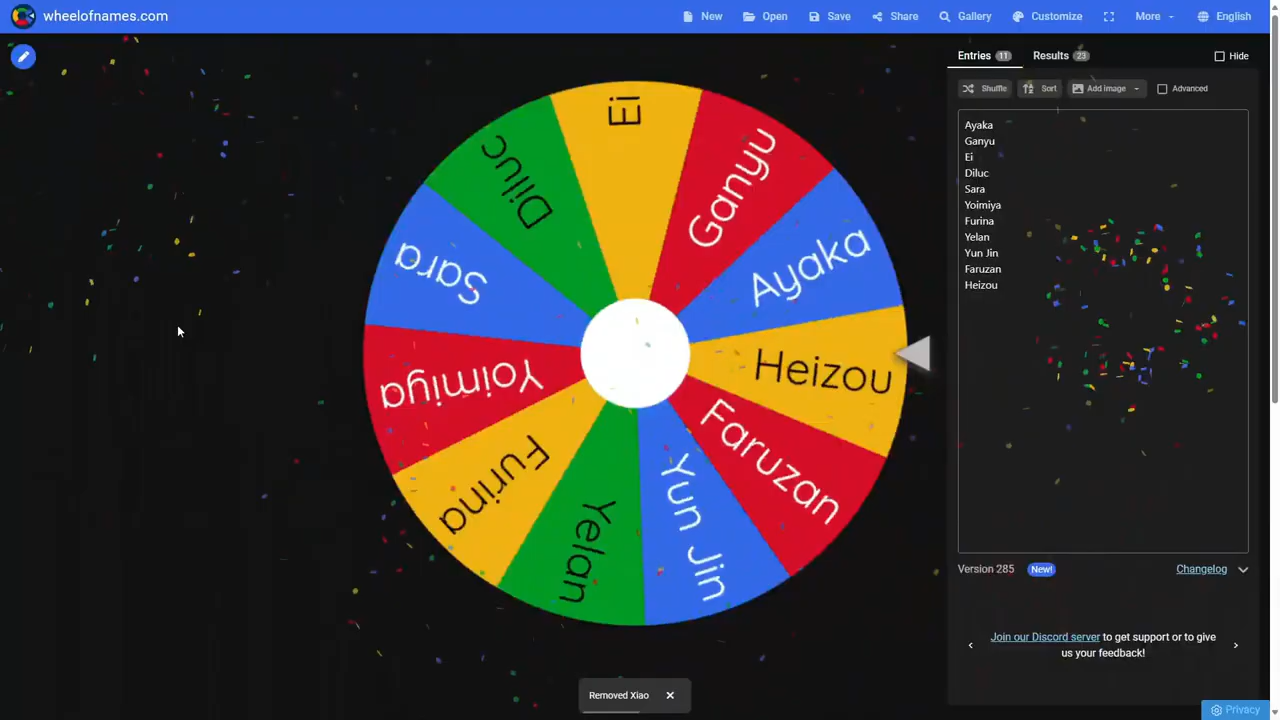 wheelofnames.com
New
Open
Save
Share
Gallery
Customize
More
English
Entries 11
Results 23
Hide
Shuffle
Sort
Add image
Advanced
Ayaka
Ganyu
Ei
Diluc
Sara
Yoimiya
Furina
Yelan
Yun Jin
Faruzan
Heizou
Ei
Ganyu
Ayaka
Heizou
Faruzan
Yun Jin
Yelan
Furina
Yoimiya
Sara
Diluc
Version 285
New!
Changelog
Join our Discord server to get support or to give
us your feedback!
Removed Xiao
Privacy